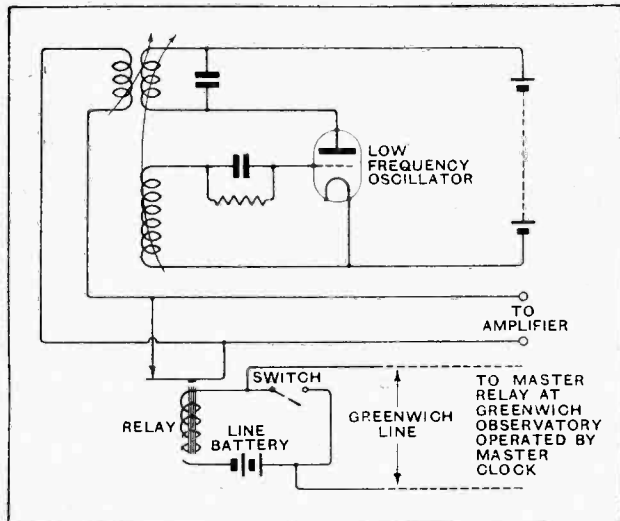 LOW
FREQUENCY
OSCILLATOR
TO
AMPLIFIER
SWITCH
RELAY
LINE
BATTERY
GREENWICH
LINE
TO MASTER
RELAY AT
GREENWICH
OBSERVATORY
OPERATED BY
MASTER
CLOCK